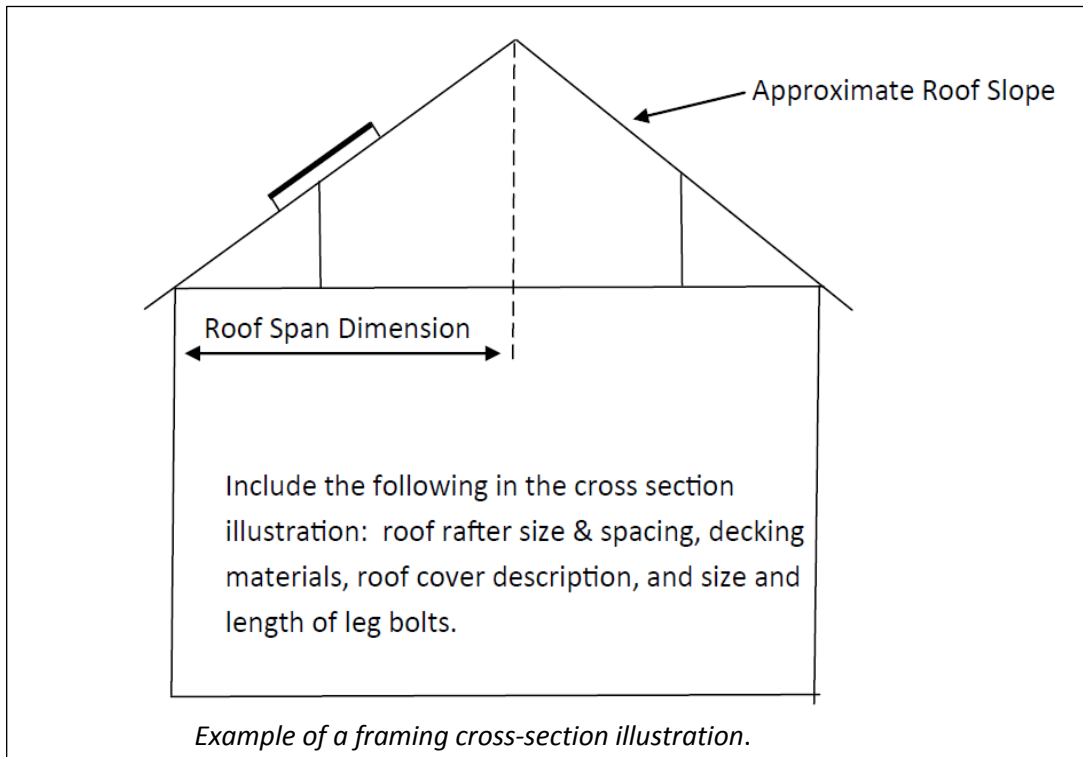 Approximate Roof Slope
Roof Span Dimension
Include the following in the cross section
illustration:  roof rafter size & spacing, decking
materials, roof cover description, and size and
length of leg bolts.
Example of a framing cross-section illustration.